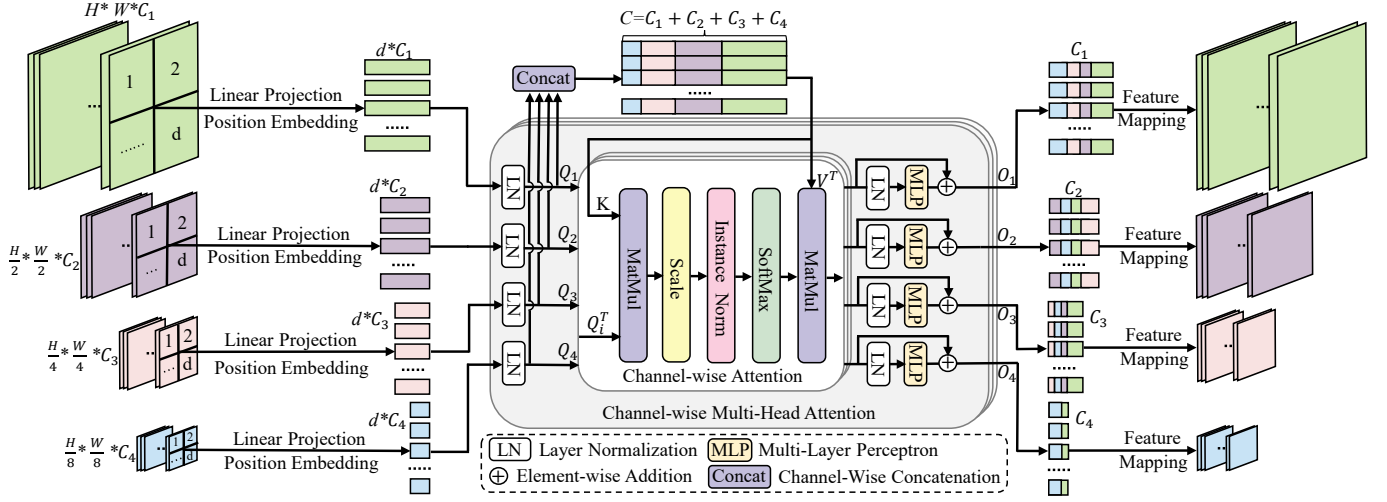 H* W*C₁
1 2
... d
......
Linear Projection
Position Embedding
d*C₁
.....
Concat
C=C₁ + C₂ + C₃ + C₄
.....
C₁
.....
Feature
Mapping
...
H/2 * W/2 *C₂
1 2
... d
Linear Projection
Position Embedding
d*C₂
.....
C₂
.....
Feature
Mapping
...
H/4 * W/4 *C₃
1 2
... d
Linear Projection
Position Embedding
d*C₃
.....
C₃
.....
Feature
Mapping
...
H/8 * W/8 *C₄
1 2
... d
Linear Projection
Position Embedding
d*C₄
.....
C₄
.....
Feature
Mapping
...
LN Q₁
LN Q₂
LN Q₃
LN Q₄
K
Qᵢᵀ
Vᵀ
MatMul
Scale
Instance Norm
SoftMax
MatMul
Channel-wise Attention
LN MLP O₁
LN MLP O₂
LN MLP O₃
LN MLP O₄
Channel-wise Multi-Head Attention
LN Layer Normalization MLP Multi-Layer Perceptron
Element-wise Addition Concat Channel-Wise Concatenation